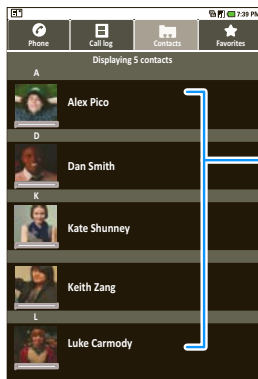 7:39 PM
Phone Call log Contacts Favorites
Displaying 5 contacts
A
Alex Pico
D
Dan Smith
K
Kate Shunney
Keith Zang
L
Luke Carmody